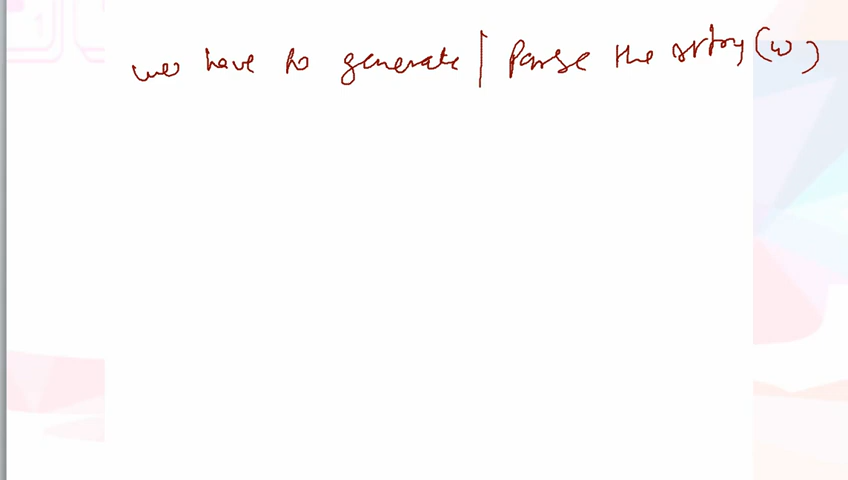 we have to generate | Parse the string (w)